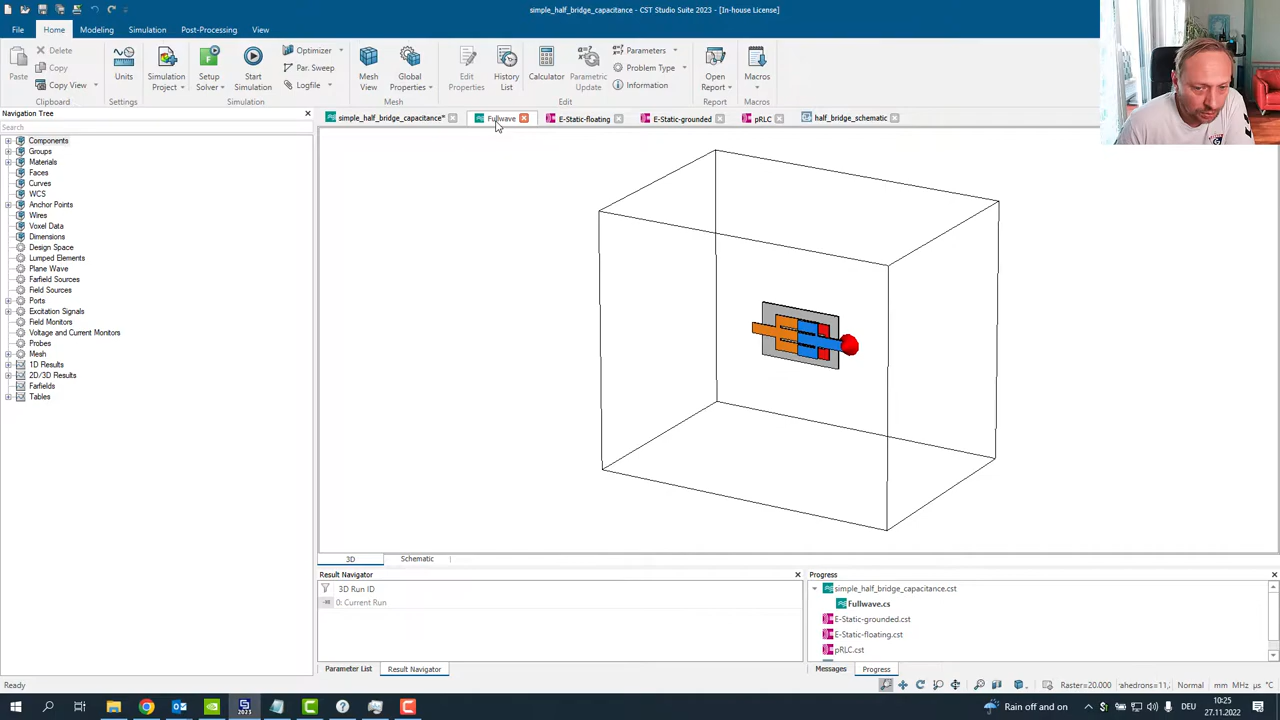 simple_half_bridge_capacitance - CST Studio Suite 2023 - [In-house License]
File Home Modeling Simulation Post-Processing View
Paste
Delete
Copy
Copy View
Clipboard
Units
Settings
Simulation Project
Setup Solver
Start Simulation
Optimizer
Par. Sweep
Logfile
Simulation
Mesh View
Global Properties
Mesh
Edit Properties
History List
Calculator
Parametric Update
Parameters
Problem Type
Information
Edit
Open Report
Report
Macros
Macros
Navigation Tree
Search
Components
Groups
Materials
Faces
Curves
WCS
Anchor Points
Wires
Voxel Data
Dimensions
Design Space
Lumped Elements
Plane Wave
Farfield Sources
Field Sources
Ports
Excitation Signals
Field Monitors
Voltage and Current Monitors
Probes
Mesh
1D Results
2D/3D Results
Farfields
Tables
simple_half_bridge_capacitance* Fullwave E-Static-floating E-Static-grounded pRLC half_bridge_schematic
3D Schematic
Result Navigator
3D Run ID
0: Current Run
Parameter List Result Navigator
Progress
simple_half_bridge_capacitance.cst
Fullwave.cs
E-Static-grounded.cst
E-Static-floating.cst
pRLC.cst
Messages Progress
Ready
Raster=20.000 ahedrons=11, Normal mm MHz µs °C
2023
Rain off and on
10:25
27.11.2022